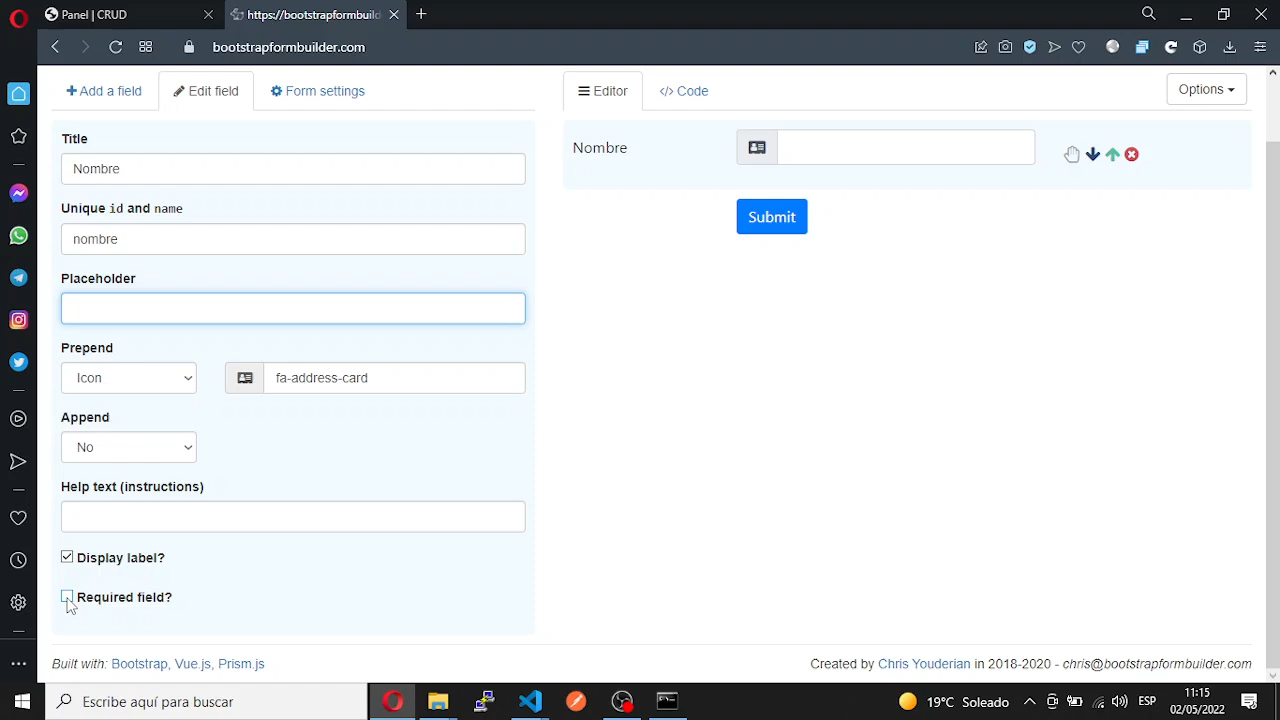 Panel | CRUD
https://bootstrapformbuild
bootstrapformbuilder.com
Add a field
Edit field
Form settings
Editor
Code
Options
Title
Nombre
Unique id and name
nombre
Placeholder
Prepend
Icon
fa-address-card
Append
No
Help text (instructions)
Display label?
Required field?
Nombre
Submit
Built with: Bootstrap, Vue.js, Prism.js
Created by Chris Youderian in 2018-2020 - chris@bootstrapformbuilder.com
Escribe aquí para buscar
19°C Soleado
ESP
11:15
02/05/2022